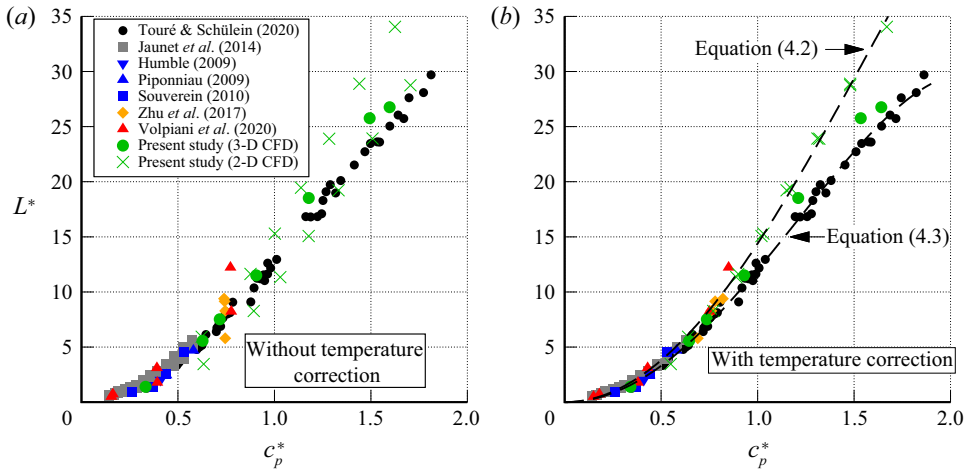 (a)
35
30
25
20
15
10
5
0
L*
0.5
1.0
1.5
2.0
c_p^*
Touré & Schülein (2020)
Jaunet et al. (2014)
Humble (2009)
Piponniau (2009)
Souverein (2010)
Zhu et al. (2017)
Volpiani et al. (2020)
Present study (3-D CFD)
Present study (2-D CFD)
Without temperature
correction
(b)
35
30
25
20
15
10
5
0
0.5
1.0
1.5
2.0
c_p^*
Equation (4.2)
Equation (4.3)
With temperature correction